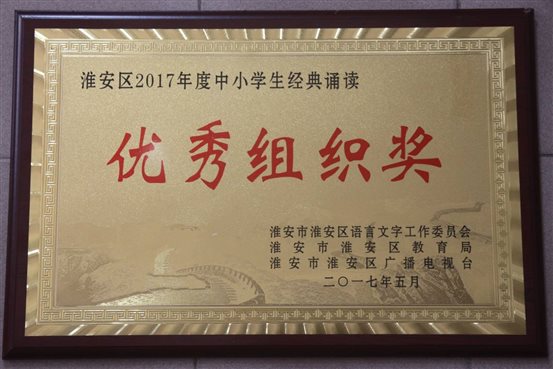 淮安区2017年度中小学生经典诵读
优秀组织奖
淮安市淮安区语言文字工作委员会
淮安市淮安区教育局
淮安市淮安区广播电视台
二〇一七年五月